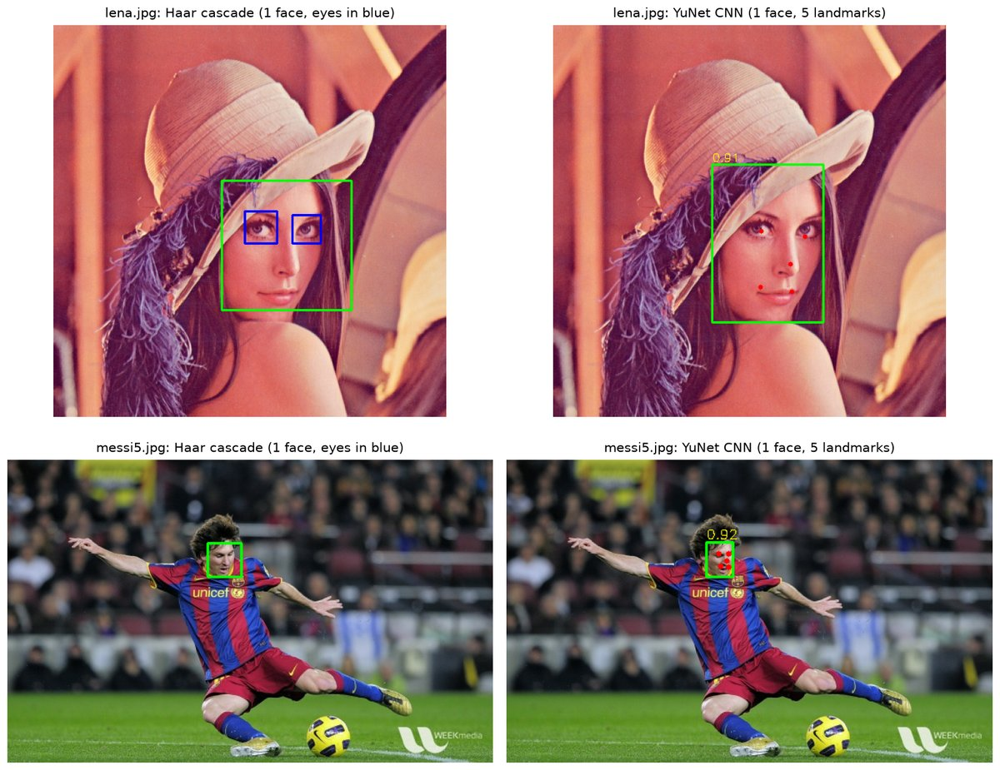 lena.jpg: Haar cascade (1 face, eyes in blue)
lena.jpg: YuNet CNN (1 face, 5 landmarks)
0.91
messi5.jpg: Haar cascade (1 face, eyes in blue)
messi5.jpg: YuNet CNN (1 face, 5 landmarks)
0.92
unicef
unicef
WEEKmedia
WEEKmedia